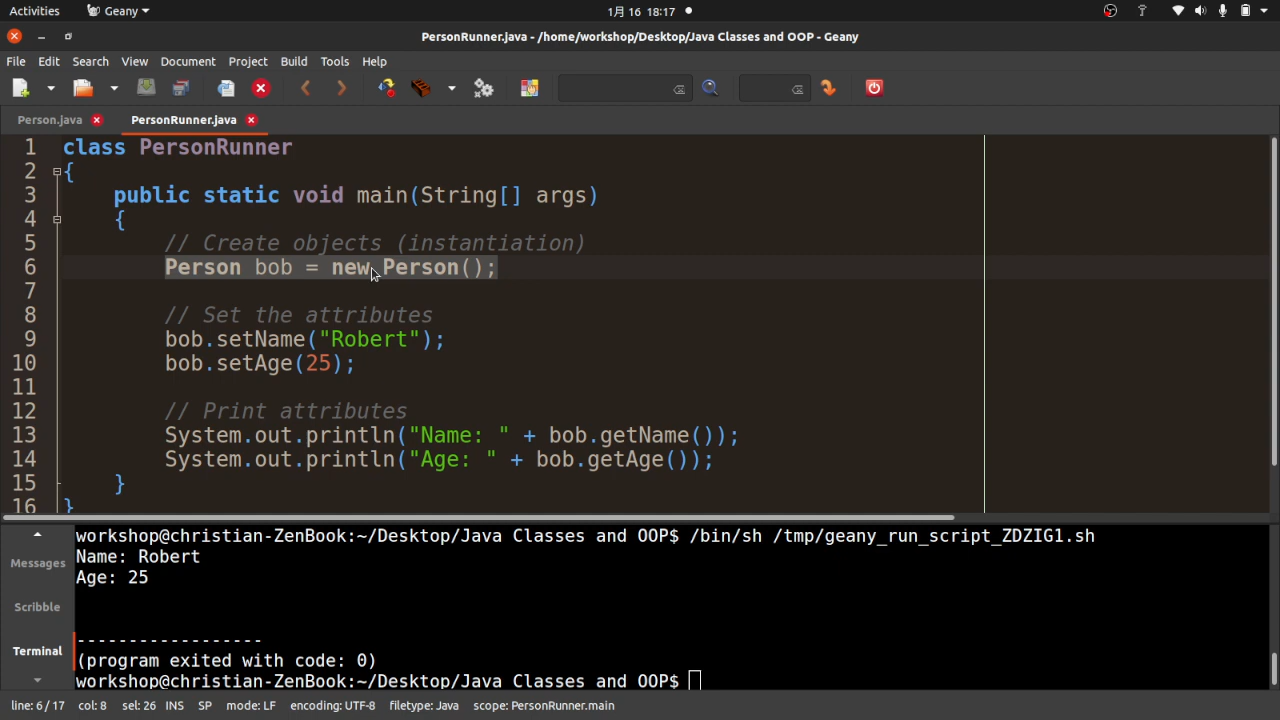 Activities Geany 1月 16 18:17
PersonRunner.java - /home/workshop/Desktop/Java Classes and OOP - Geany
File Edit Search View Document Project Build Tools Help
Person.java PersonRunner.java
1 class PersonRunner
2 {
3 public static void main(String[] args)
4 {
5 // Create objects (instantiation)
6 Person bob = new Person();
7
8 // Set the attributes
9 bob.setName("Robert");
10 bob.setAge(25);
11
12 // Print attributes
13 System.out.println("Name: " + bob.getName());
14 System.out.println("Age: " + bob.getAge());
15 }
16 }
workshop@christian-ZenBook:~/Desktop/Java Classes and OOP$ /bin/sh /tmp/geany_run_script_ZDZIG1.sh
Messages Name: Robert
Age: 25
Scribble
------------------
Terminal (program exited with code: 0)
workshop@christian-ZenBook:~/Desktop/Java Classes and OOP$
line: 6 / 17 col: 8 sel: 26 INS SP mode: LF encoding: UTF-8 filetype: Java scope: PersonRunner.main